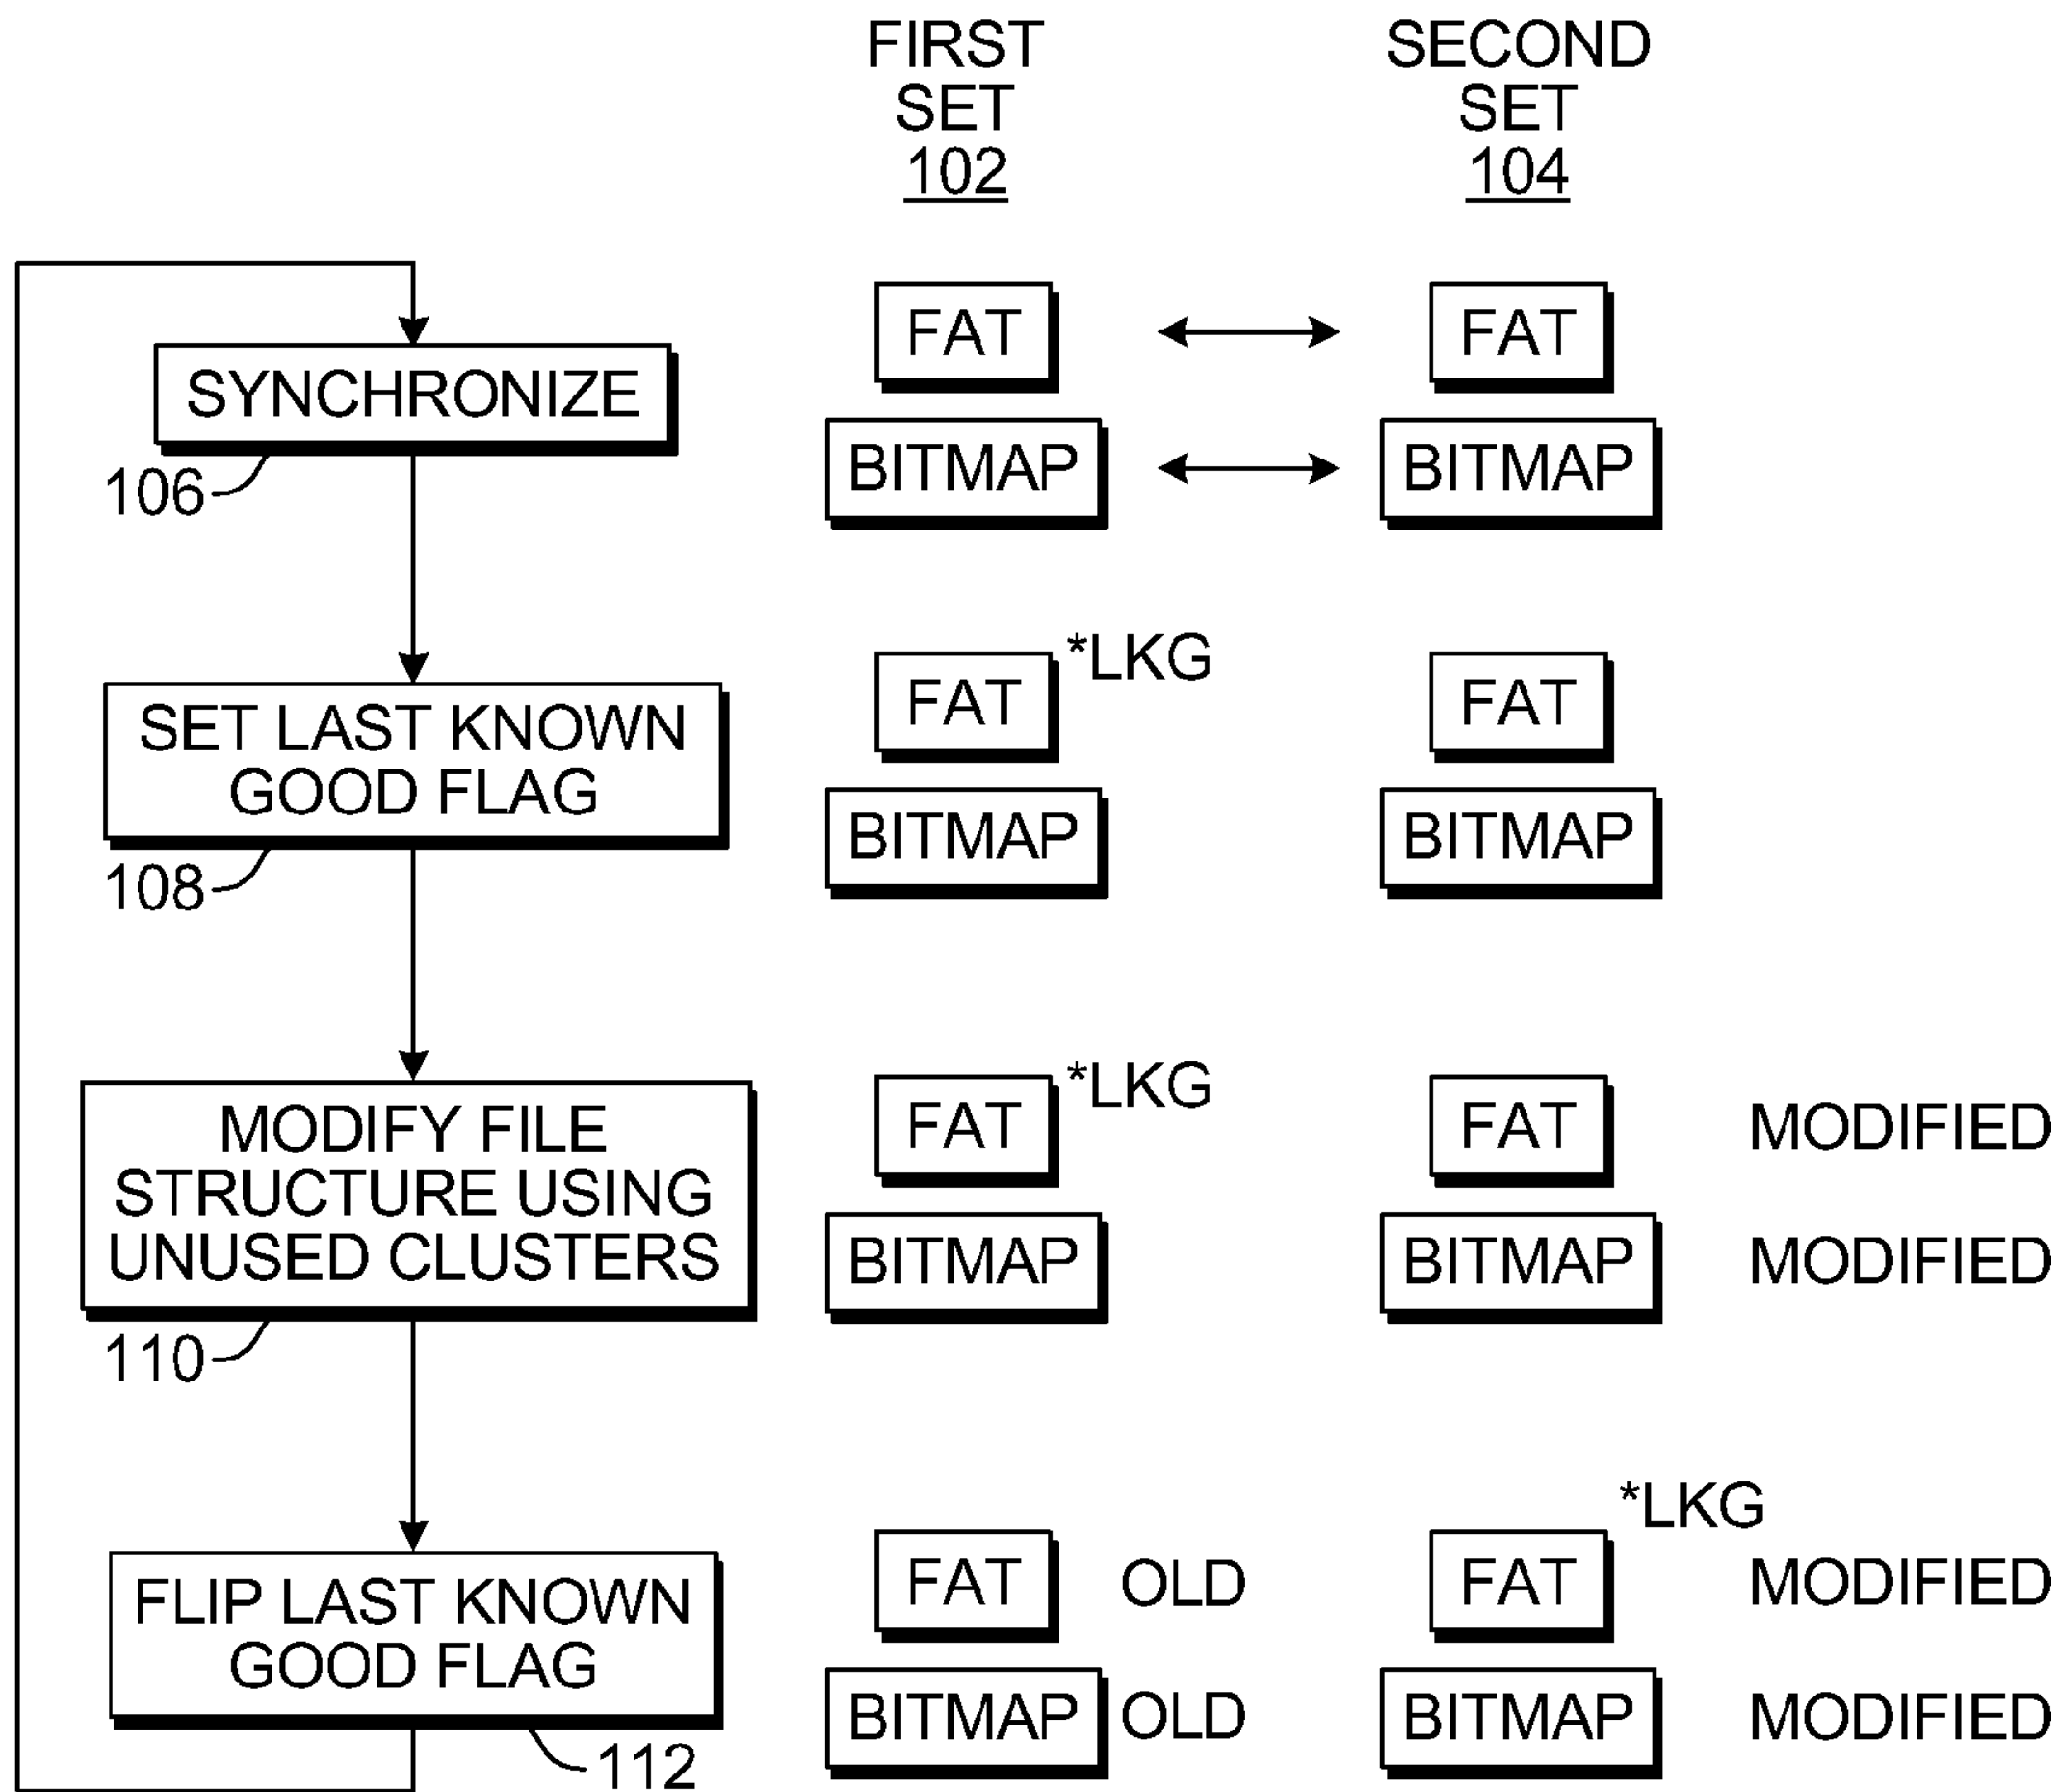 FIRST
SET
102
SECOND
SET
104
SYNCHRONIZE
106
FAT
FAT
BITMAP
BITMAP
SET LAST KNOWN
GOOD FLAG
108
FAT
*LKG
FAT
BITMAP
BITMAP
MODIFY FILE
STRUCTURE USING
UNUSED CLUSTERS
110
FAT
*LKG
FAT
MODIFIED
BITMAP
BITMAP
MODIFIED
FLIP LAST KNOWN
GOOD FLAG
112
FAT
OLD
FAT
*LKG
MODIFIED
BITMAP
OLD
BITMAP
MODIFIED